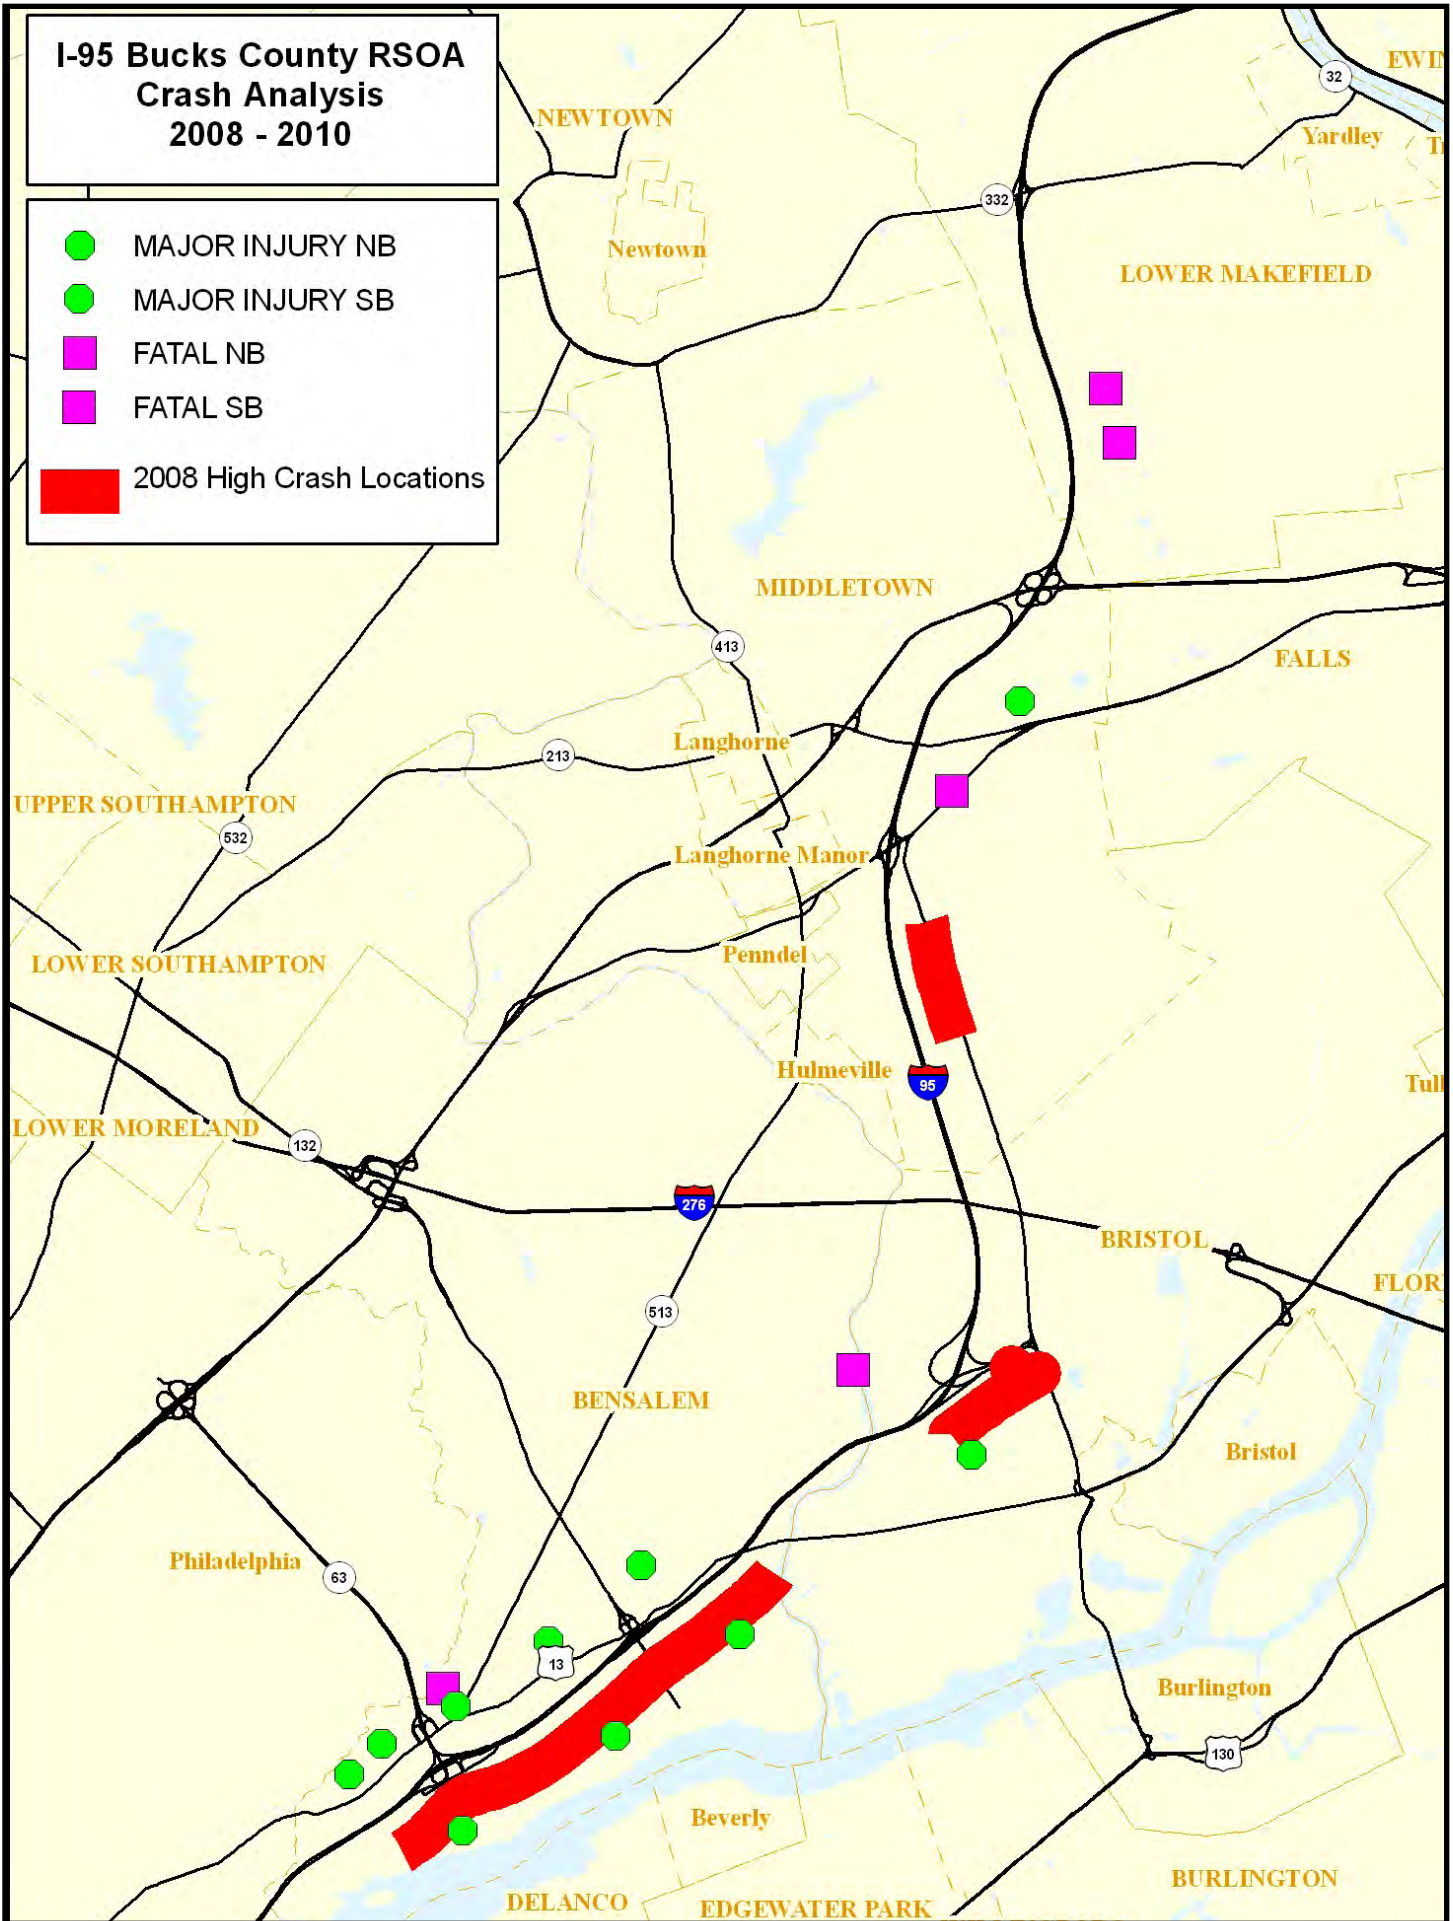 I-95 Bucks County RSOA
Crash Analysis
2008 - 2010
MAJOR INJURY NB
MAJOR INJURY SB
FATAL NB
FATAL SB
2008 High Crash Locations
EWIN
32
NEWTOWN
Yardley
332
Newtown
LOWER MAKEFIELD
MIDDLETOWN
413
FALLS
Langhorne
213
UPPER SOUTHAMPTON
532
Langhorne Manor
Penndel
LOWER SOUTHAMPTON
Hulmeville
95
Tull
LOWER MORELAND
132
276
BRISTOL
FLOR
513
BENSALEM
Bristol
Philadelphia
63
13
Burlington
130
Beverly
BURLINGTON
DELANCO
EDGEWATER PARK